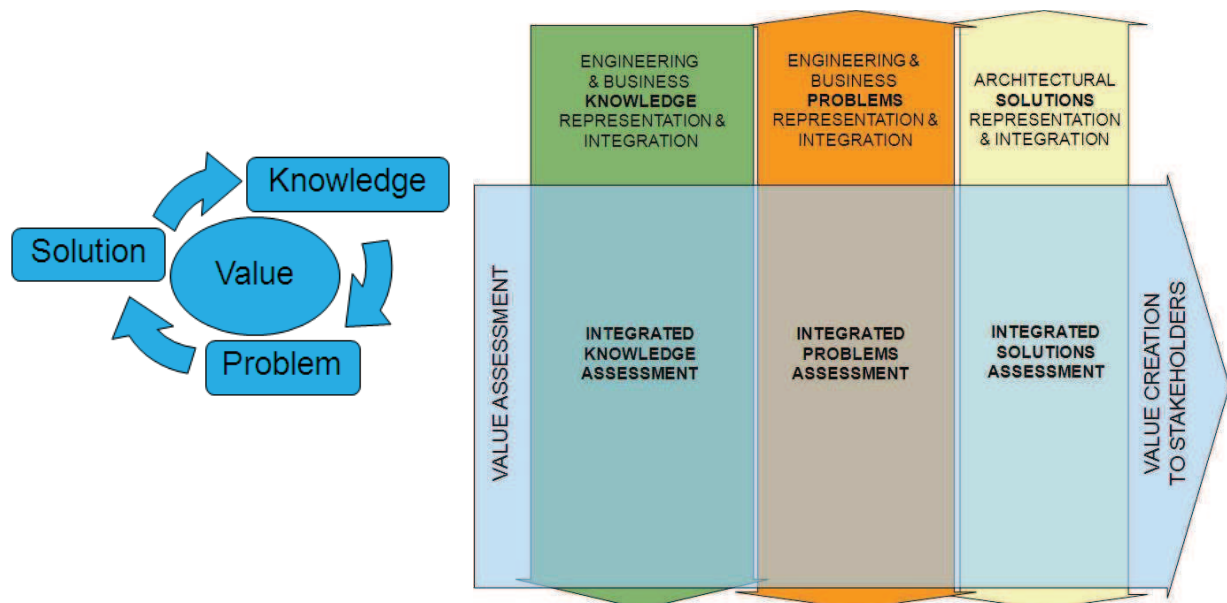 Knowledge
Solution
Value
Problem
ENGINEERING
& BUSINESS
KNOWLEDGE
REPRESENTATION &
INTEGRATION
ENGINEERING &
BUSINESS
PROBLEMS
REPRESENTATION &
INTEGRATION
ARCHITECTURAL
SOLUTIONS
REPRESENTATION
& INTEGRATION
VALUE ASSESSMENT
INTEGRATED
KNOWLEDGE
ASSESSMENT
INTEGRATED
PROBLEMS
ASSESSMENT
INTEGRATED
SOLUTIONS
ASSESSMENT
VALUE CREATION
TO STAKEHOLDERS